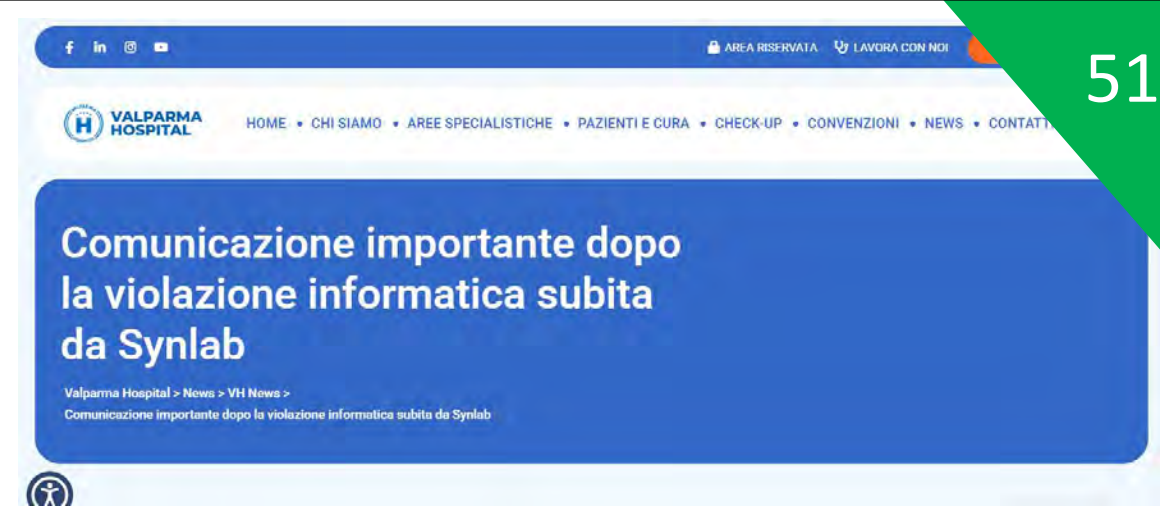 AREA RISERVATA LAVORA CON NOI
51
VALPARMA
HOSPITAL
HOME • CHI SIAMO • AREE SPECIALISTICHE • PAZIENTI E CURA • CHECK-UP • CONVENZIONI • NEWS •
Comunicazione importante dopo
la violazione informatica subita
da Synlab
Valparma Hospital > News > VH News >
Comunicazione importante dopo la violazione informatica subita da Synlab